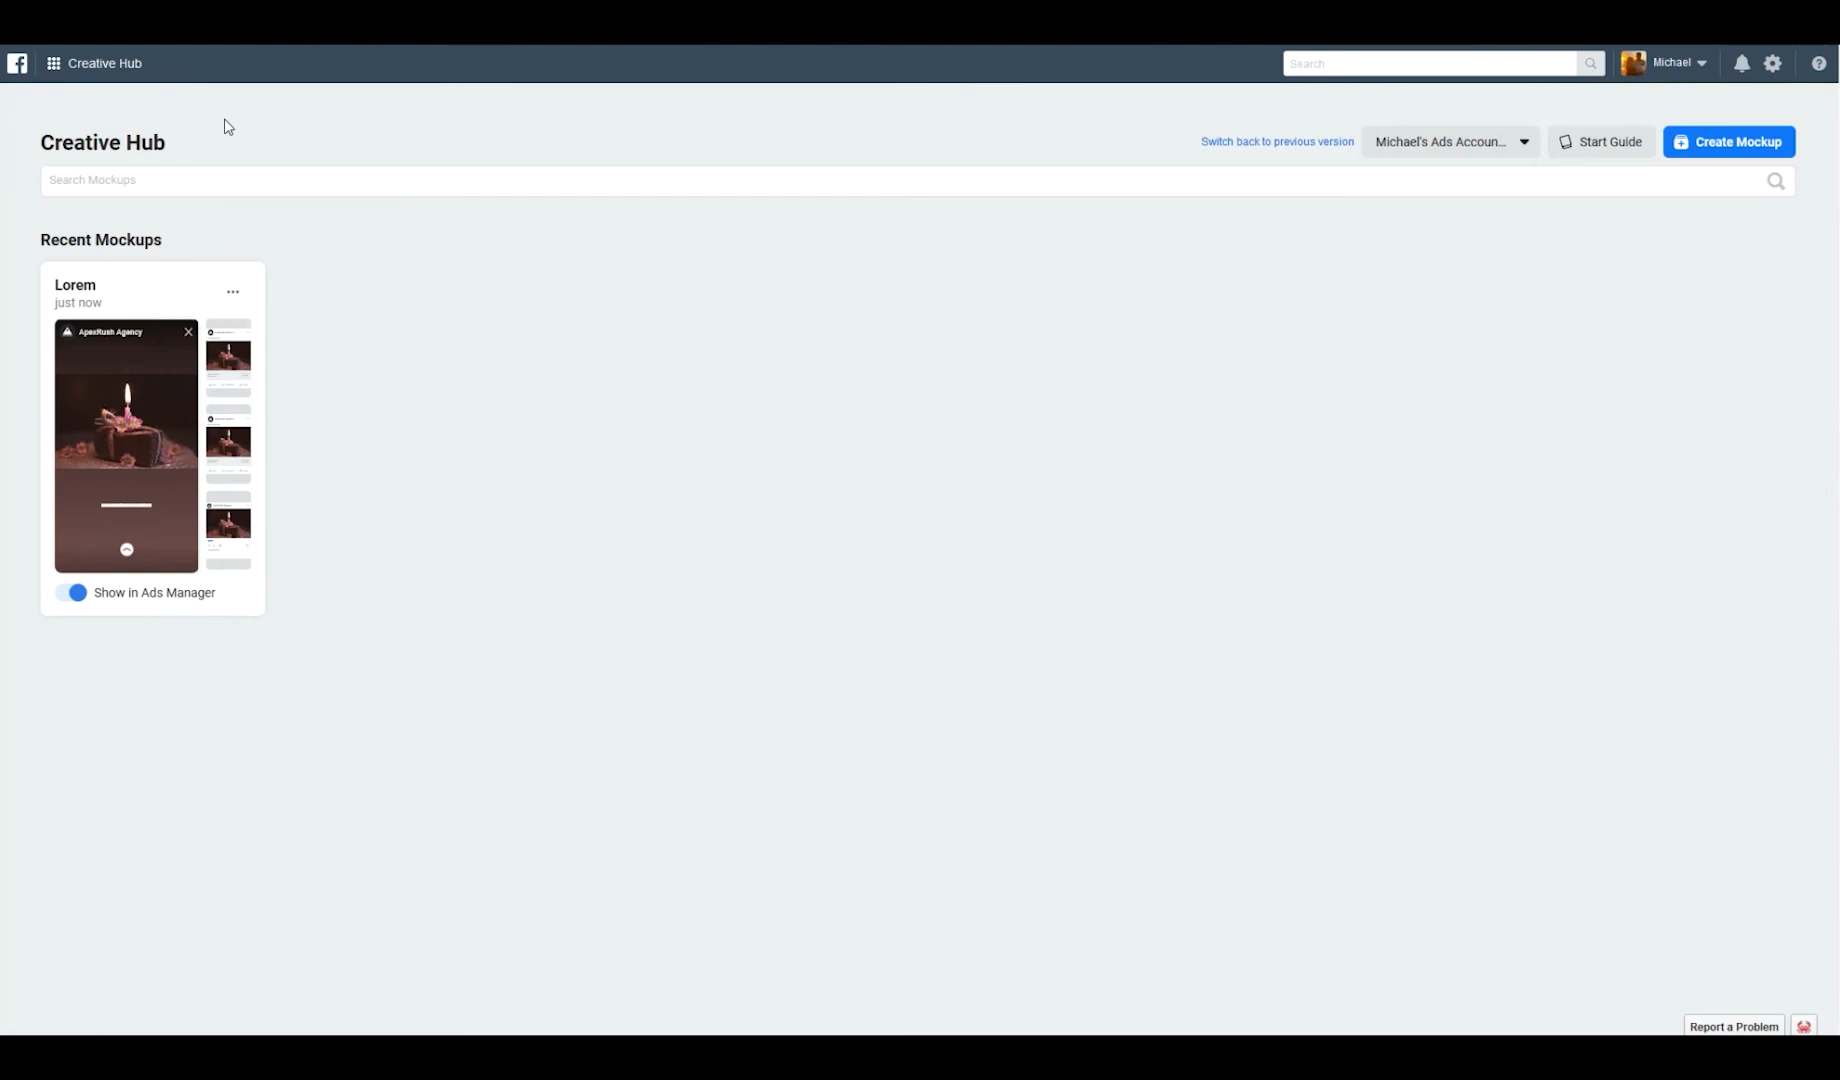 Creative Hub
Search
Michael
Creative Hub
Switch back to previous version
Michael's Ads Accoun...
Start Guide
Create Mockup
Search Mockups
Recent Mockups
Lorem
just now
ApexRush Agency
Show in Ads Manager
Report a Problem